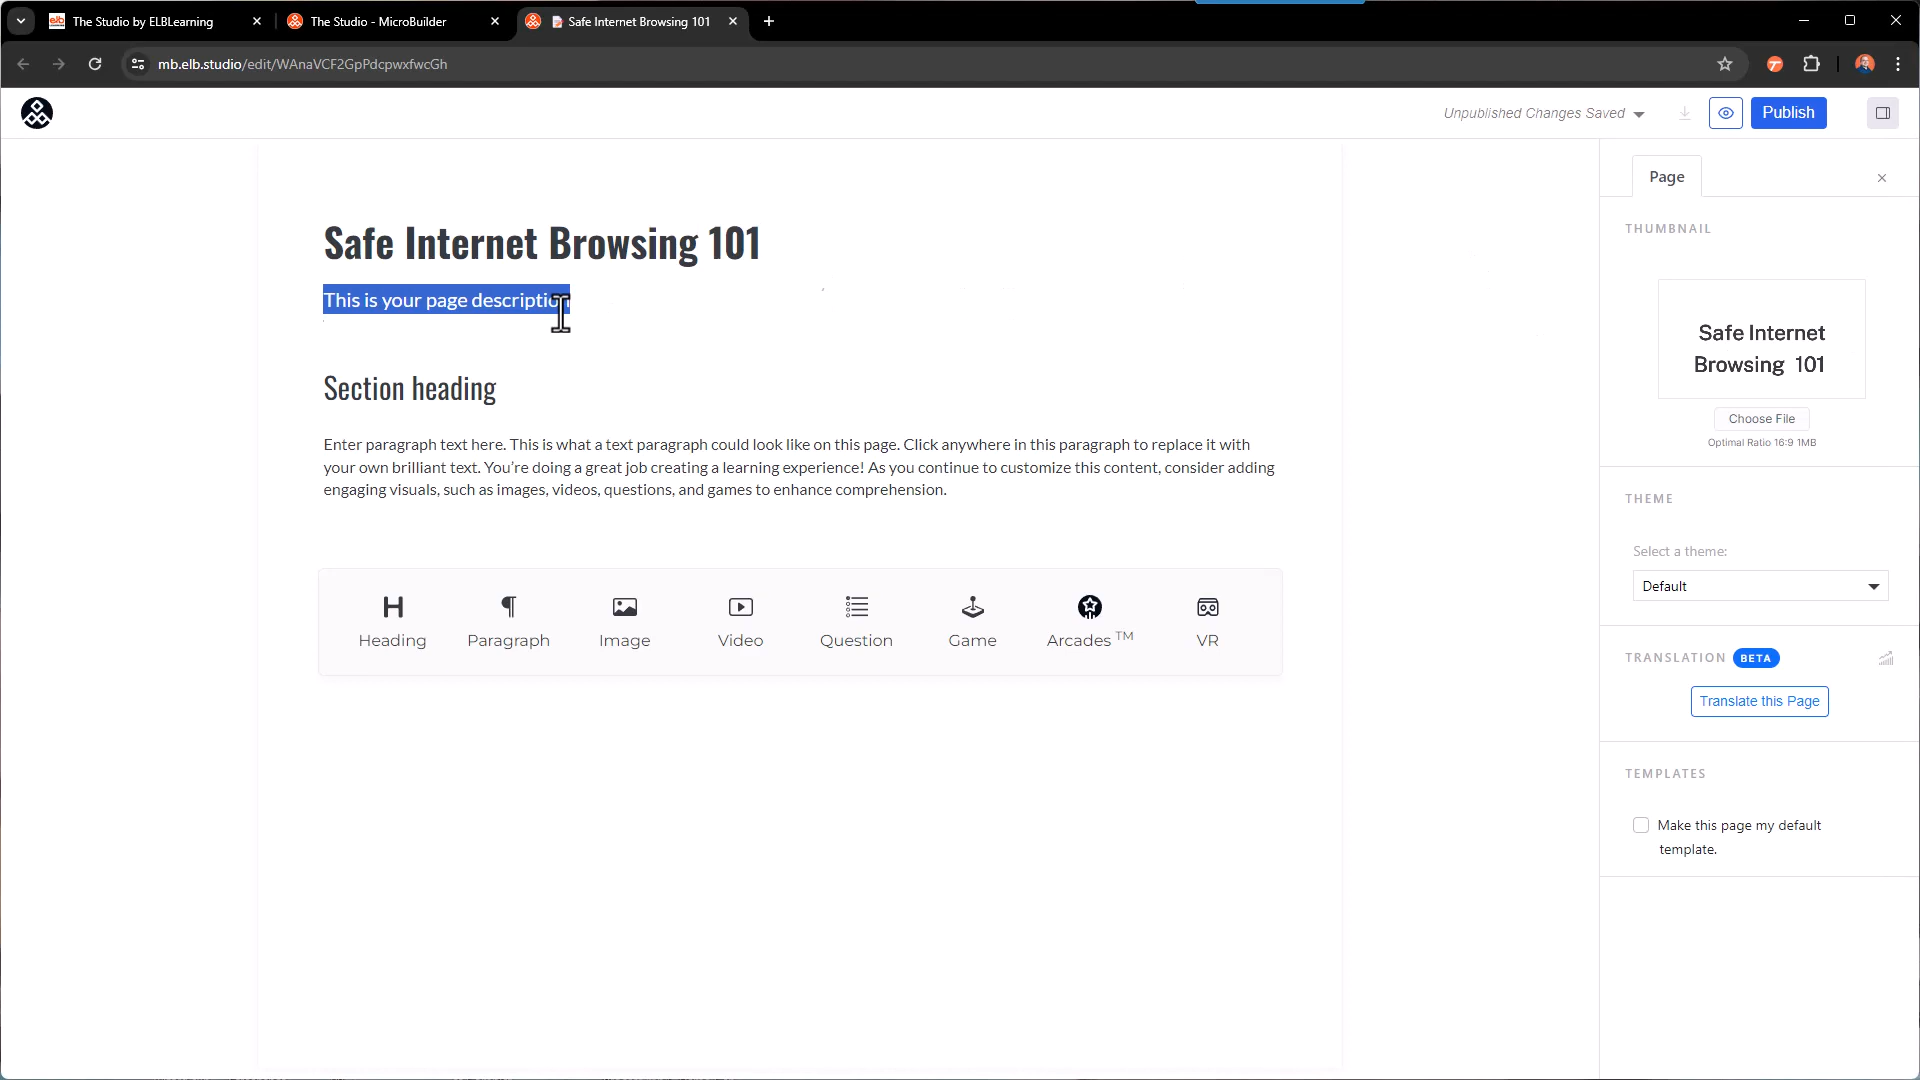 elb The Studio by ELBLearning
The Studio - MicroBuilder
Safe Internet Browsing 101
mb.elb.studio/edit/WAnaVCF2GpPdcpwxfwcGh
Unpublished Changes Saved
Publish
Page
THUMBNAIL
Safe Internet Browsing 101
This is your page description
Safe Internet
Browsing 101
Choose File
Optimal Ratio 16:9 1MB
Section heading
Enter paragraph text here. This is what a text paragraph could look like on this page. Click anywhere in this paragraph to replace it with
your own brilliant text. You're doing a great job creating a learning experience! As you continue to customize this content, consider adding
engaging visuals, such as images, videos, questions, and games to enhance comprehension.
THEME
Select a theme:
Default
Heading Paragraph Image Video Question Game Arcades TM VR
TRANSLATION BETA
Translate this Page
TEMPLATES
Make this page my default
template.